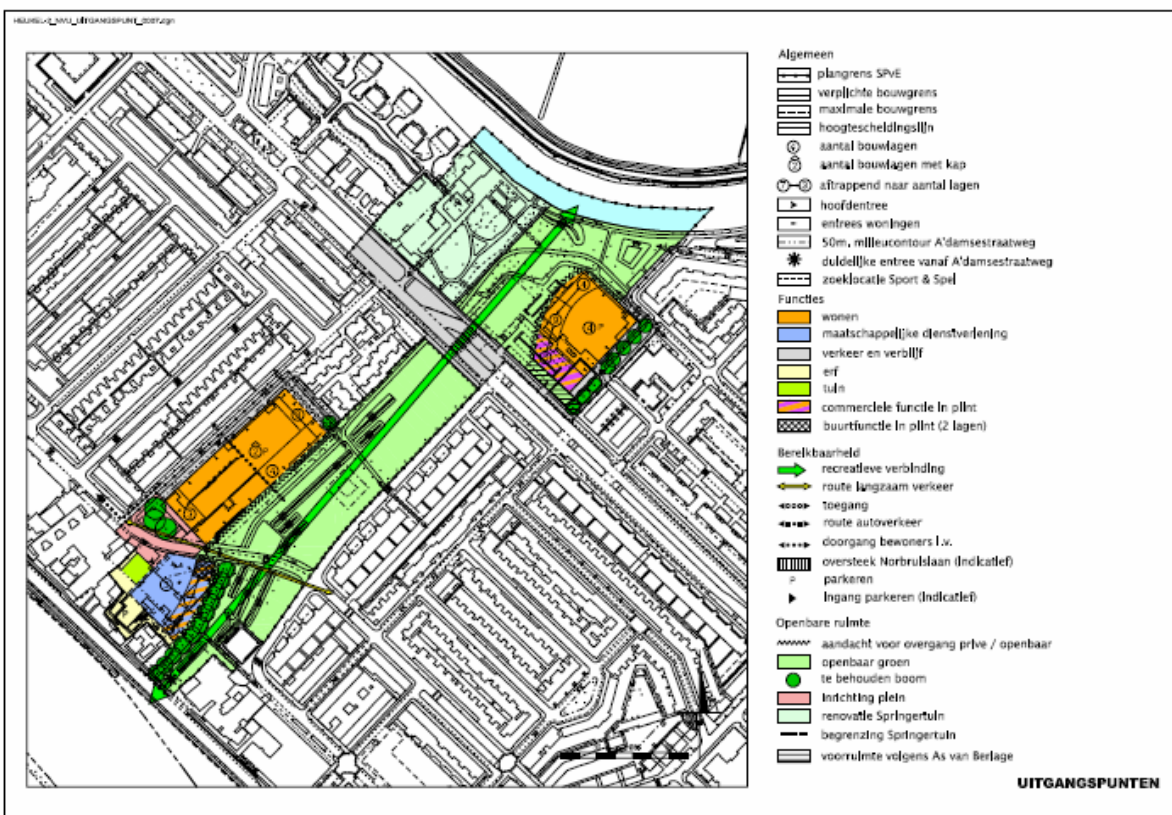 HEIJKEL-2_NVU_UITGANGSPUNT_0207.dgn
Algemeen
plangrens SPvE
verplichte bouwgrens
maximale bouwgrens
hoogtescheidingslijn
aantal bouwlagen
aantal bouwlagen met kap
aftrappend naar aantal lagen
hoofdentree
entrees woningen
50m. milieucontour A'damsestraatweg
duidelijke entree vanaf A'damsestraatweg
zoeklocatie Sport & Spel
Functies
wonen
maatschappelijke dienstverlening
verkeer en verblijf
erf
tuin
commerciele functie in plint
buurtfunctie in plint (2 lagen)
Bereikbaarheid
recreatieve verbinding
route langzaam verkeer
toegang
route autoverkeer
doorgang bewoners i.v.
oversteek Norbruislaan (indicatief)
P parkeren
ingang parkeren (indicatief)
Openbare ruimte
aandacht voor overgang prive / openbaar
openbaar groen
te behouden boom
inrichting plein
renovatie Springertuin
begrenzing Springertuin
voorruimte volgens As van Berlage
UITGANGSPUNTEN